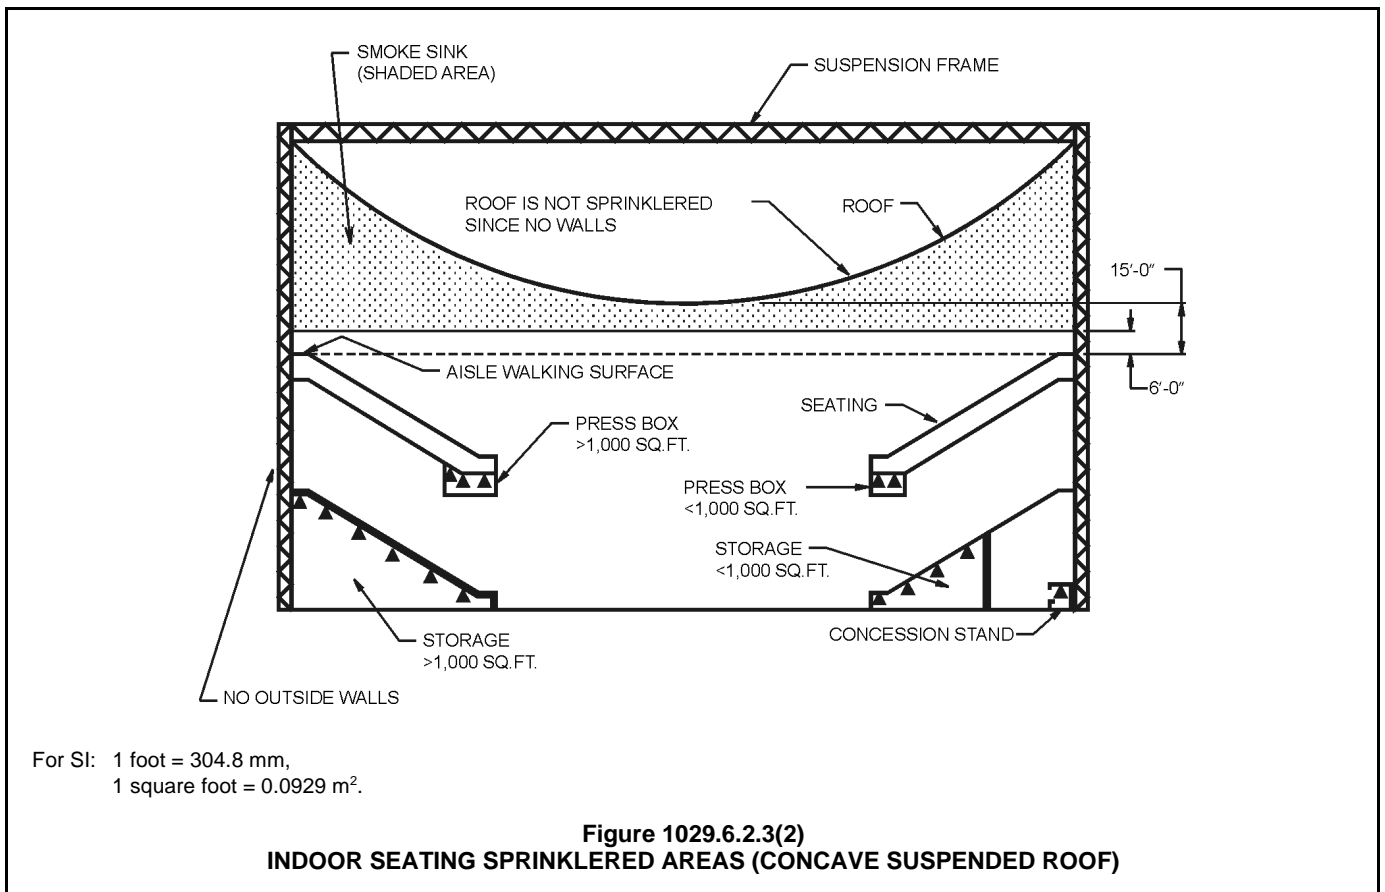 SMOKE SINK
(SHADED AREA)
SUSPENSION FRAME
ROOF IS NOT SPRINKLERED
SINCE NO WALLS
ROOF
15'-0"
AISLE WALKING SURFACE
6'-0"
SEATING
PRESS BOX
>1,000 SQ.FT.
PRESS BOX
<1,000 SQ.FT.
STORAGE
<1,000 SQ.FT.
STORAGE
>1,000 SQ.FT.
CONCESSION STAND
NO OUTSIDE WALLS
For SI: 1 foot = 304.8 mm,
1 square foot = 0.0929 m².
Figure 1029.6.2.3(2)
INDOOR SEATING SPRINKLERED AREAS (CONCAVE SUSPENDED ROOF)